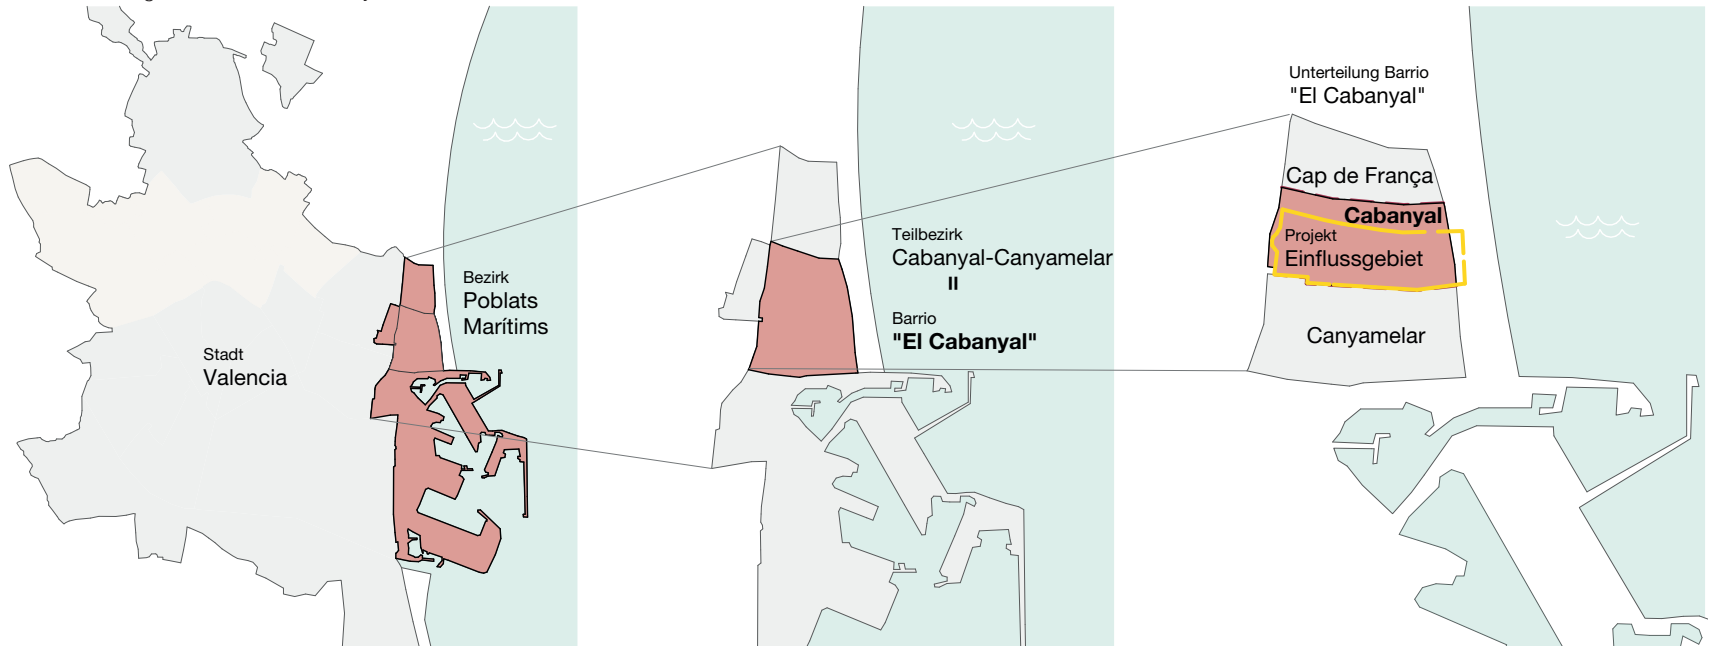 Stadt
Valencia
Bezirk
Poblats
Marítims
Teilbezirk
Cabanyal-Canyamelar
II
Barrio
"El Cabanyal"
Unterteilung Barrio
"El Cabanyal"
Cap de França
Cabanyal
Projekt
Einflussgebiet
Canyamelar